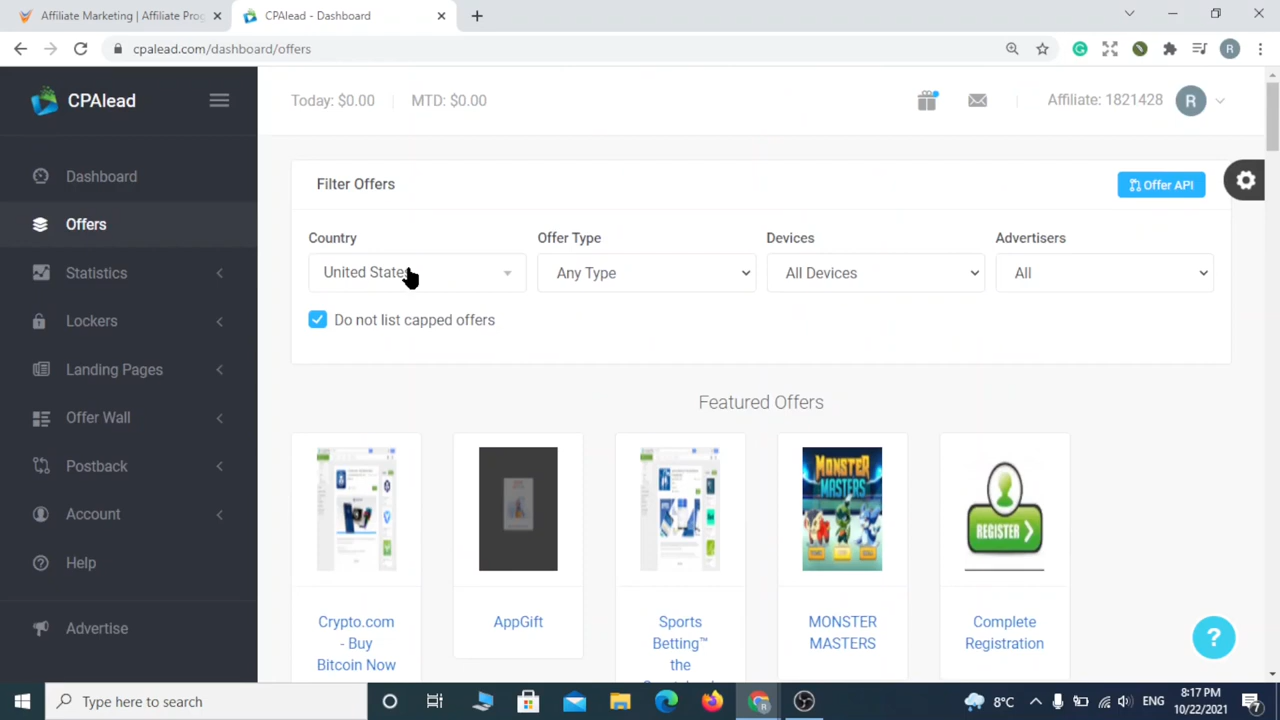 Affiliate Marketing | Affiliate Prog
CPAlead - Dashboard
cpalead.com/dashboard/offers
R
CPAlead
Today: $0.00
MTD: $0.00
Affiliate: 1821428
R
Dashboard
Offers
Statistics
Lockers
Landing Pages
Offer Wall
Postback
Account
Help
Advertise
Filter Offers
Offer API
Country
Offer Type
Devices
Advertisers
United States
Any Type
All Devices
All
Do not list capped offers
Featured Offers
MONSTER
MASTERS
REGISTER
Crypto.com
- Buy
Bitcoin Now
AppGift
Sports
Betting™
the
MONSTER
MASTERS
Complete
Registration
?
Type here to search
8°C
ENG
8:17 PM
10/22/2021
7